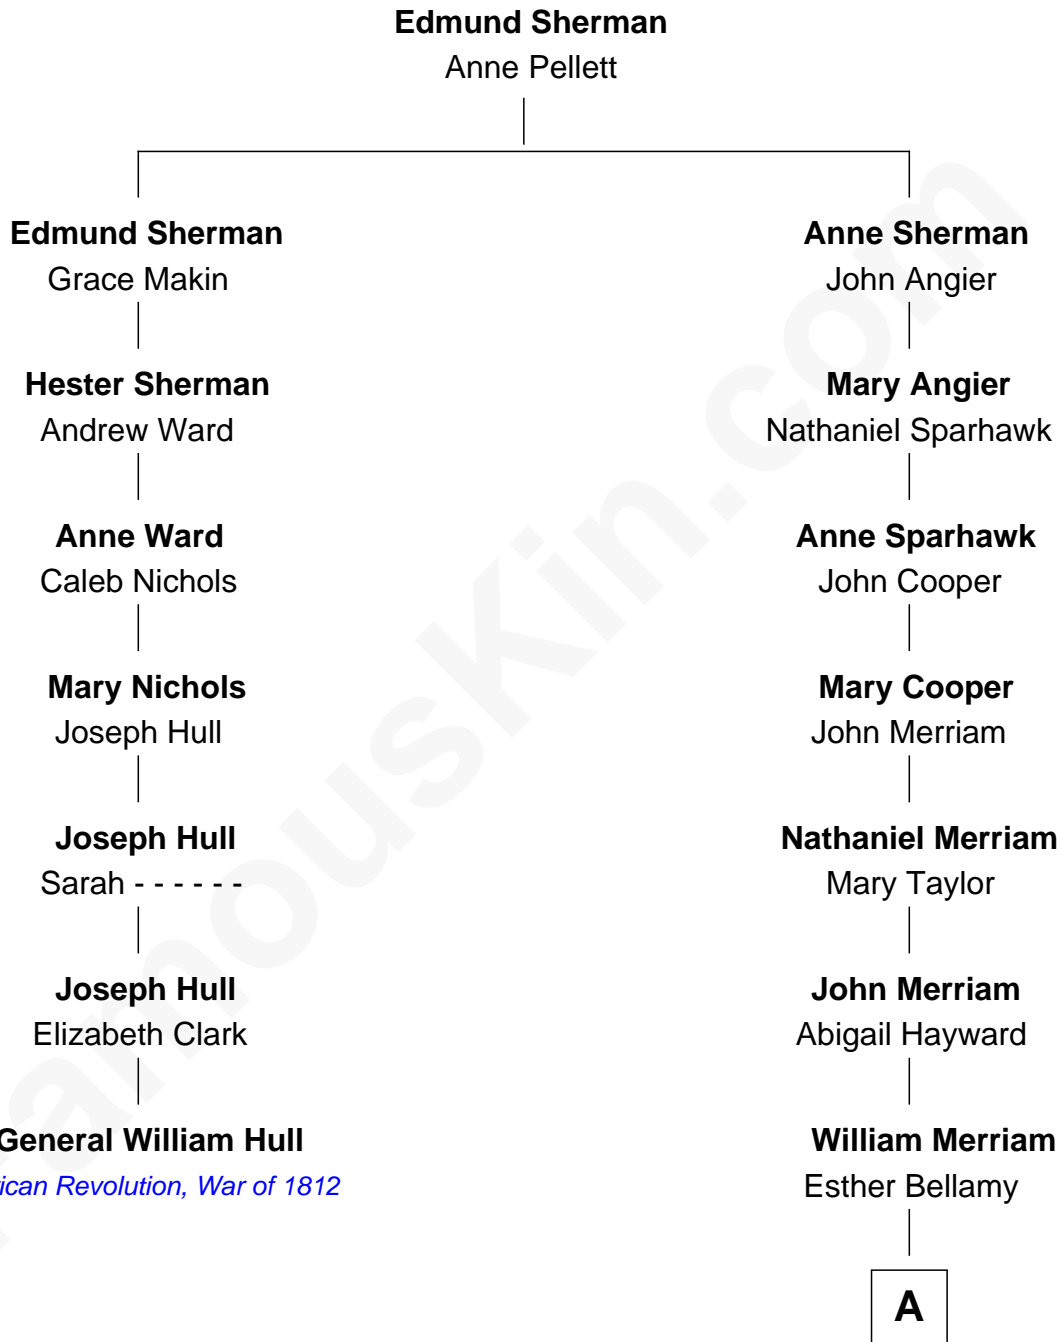 Edmund Sherman
Anne Pellett
Edmund Sherman
Grace Makin
Anne Sherman
John Angier
Hester Sherman
Andrew Ward
Mary Angier
Nathaniel Sparhawk
Anne Ward
Caleb Nichols
Anne Sparhawk
John Cooper
Mary Nichols
Joseph Hull
Mary Cooper
John Merriam
Joseph Hull
Sarah - - - - - -
Nathaniel Merriam
Mary Taylor
Joseph Hull
Elizabeth Clark
John Merriam
Abigail Hayward
General William Hull
rican Revolution, War of 1812
William Merriam
Esther Bellamy
A
FamousKin.com